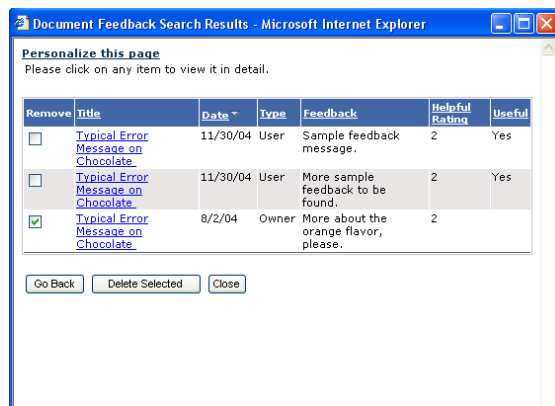 Document Feedback Search Results - Microsoft Internet Explorer
Personalize this page
Please click on any item to view it in detail.
Remove Title Date Type Feedback Helpful Rating Useful
Typical Error Message on Chocolate 11/30/04 User Sample feedback message. 2 Yes
Typical Error Message on Chocolate 11/30/04 User More sample feedback to be found. 2 Yes
Typical Error Message on Chocolate 8/2/04 Owner More about the orange flavor, please. 2
Go Back Delete Selected Close